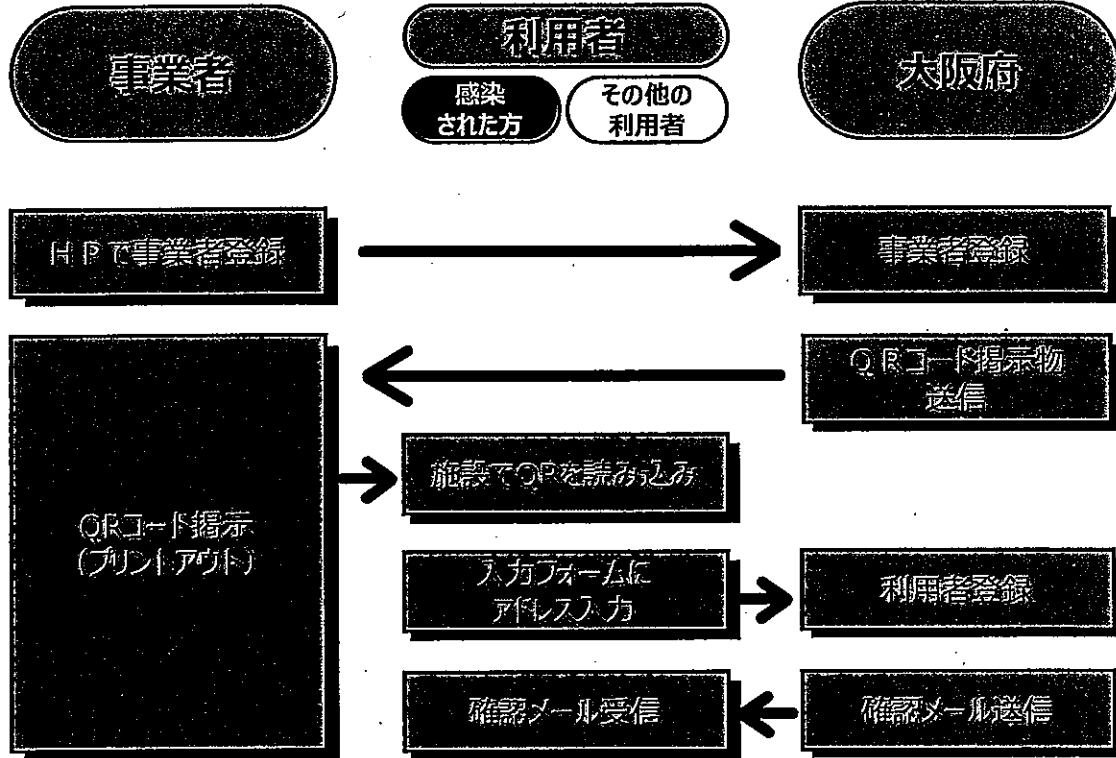 事業者
利用者
大阪府
感染
された方
その他の
利用者
HPで事業者登録
事業者登録
QRコード掲示物
送信
施設でQRを読み込み
QRコード掲示
(プリントアウト)
入力フォームに
アドレス入力
利用者登録
確認メール受信
確認メール送信